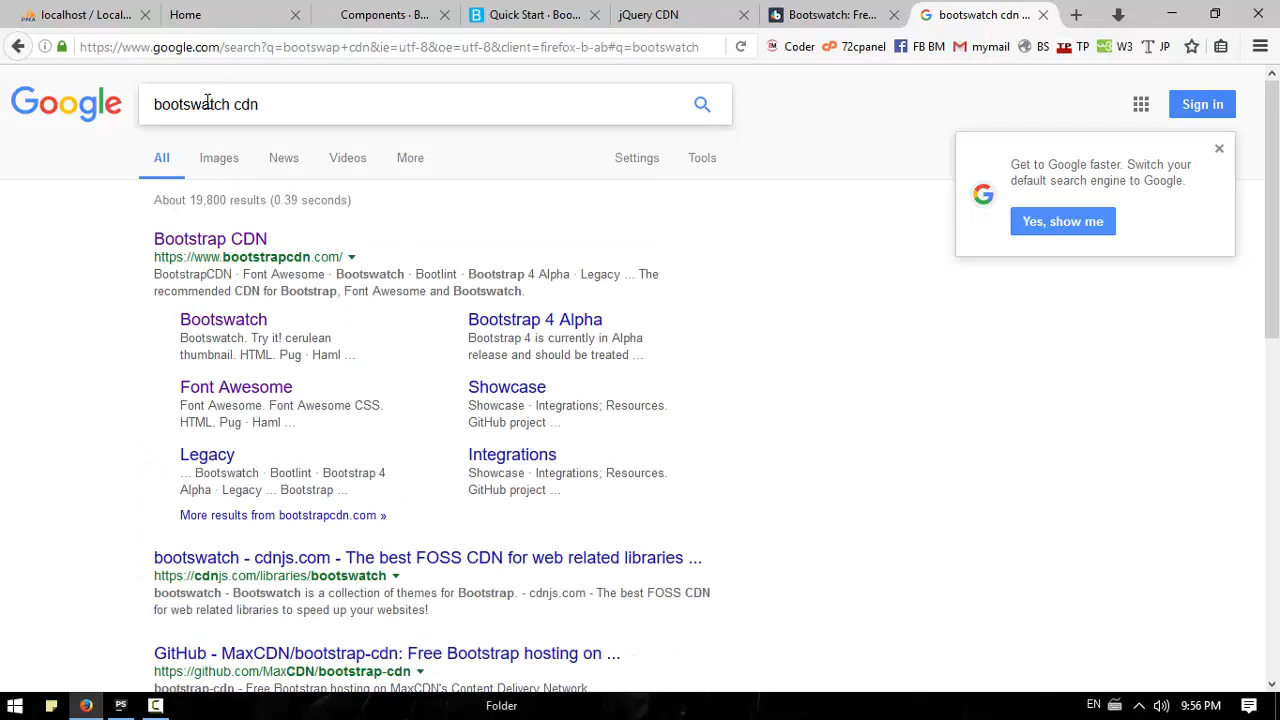 localhost / Local...
Home
Components · B...
Quick Start · Boo...
jQuery CDN
Bootswatch: Free...
bootswatch cdn ...
https://www.google.com/search?q=bootswap+cdn&ie=utf-8&oe=utf-8&client=firefox-b-ab#q=bootswatch
Coder
72cpanel
FB BM
mymail
BS
TP
W3
JP
Google
bootswatch cdn
Sign in
All
Images
News
Videos
More
Settings
Tools
Get to Google faster. Switch your
default search engine to Google.
Yes, show me
About 19,800 results (0.39 seconds)
Bootstrap CDN
https://www.bootstrapcdn.com/
BootstrapCDN · Font Awesome · Bootswatch · Bootlint · Bootstrap 4 Alpha · Legacy ... The
recommended CDN for Bootstrap, Font Awesome and Bootswatch.
Bootswatch
Bootswatch. Try it! cerulean
thumbnail. HTML. Pug · Haml ...
Bootstrap 4 Alpha
Bootstrap 4 is currently in Alpha
release and should be treated ...
Font Awesome
Font Awesome. Font Awesome CSS.
HTML. Pug · Haml ...
Showcase
Showcase · Integrations; Resources.
GitHub project ...
Legacy
... Bootswatch · Bootlint · Bootstrap 4
Alpha · Legacy ... Bootstrap ...
Integrations
Showcase · Integrations; Resources.
GitHub project ...
More results from bootstrapcdn.com »
bootswatch - cdnjs.com - The best FOSS CDN for web related libraries ...
https://cdnjs.com/libraries/bootswatch
bootswatch - Bootswatch is a collection of themes for Bootstrap. - cdnjs.com - The best FOSS CDN
for web related libraries to speed up your websites!
GitHub - MaxCDN/bootstrap-cdn: Free Bootstrap hosting on ...
https://github.com/MaxCDN/bootstrap-cdn
bootstrap-cdn - Free Bootstrap hosting on MaxCDN's Content Delivery Network
Folder
EN
9:56 PM